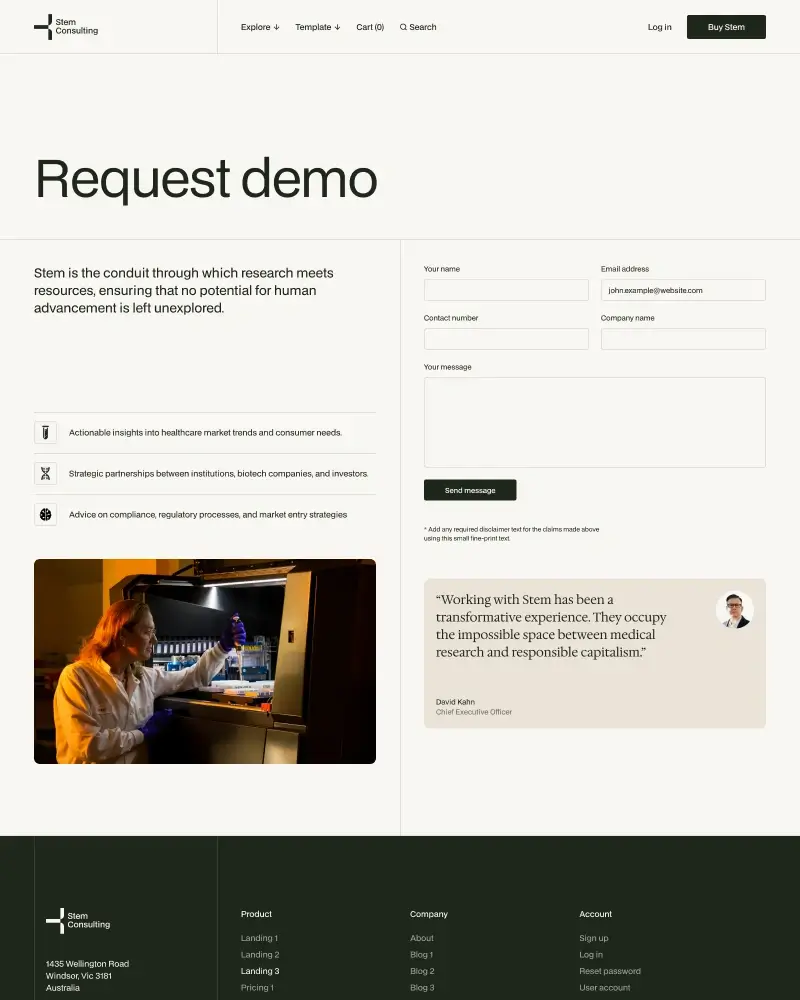 Stem
Consulting
Explore ↓ Template ↓ Cart (0) Search
Log in Buy Stem
Request demo
Stem is the conduit through which research meets
resources, ensuring that no potential for human
advancement is left unexplored.
Actionable insights into healthcare market trends and consumer needs.
Strategic partnerships between institutions, biotech companies, and investors.
Advice on compliance, regulatory processes, and market entry strategies
Your name
Email address
john.example@website.com
Contact number
Company name
Your message
Send message
* Add any required disclaimer text for the claims made above
using this small fine-print text.
“Working with Stem has been a
transformative experience. They occupy
the impossible space between medical
research and responsible capitalism.”
David Kahn
Chief Executive Officer
Stem
Consulting
1435 Wellington Road
Windsor, Vic 3181
Australia
Product
Landing 1
Landing 2
Landing 3
Pricing 1
Company
About
Blog 1
Blog 2
Blog 3
Account
Sign up
Log in
Reset password
User account